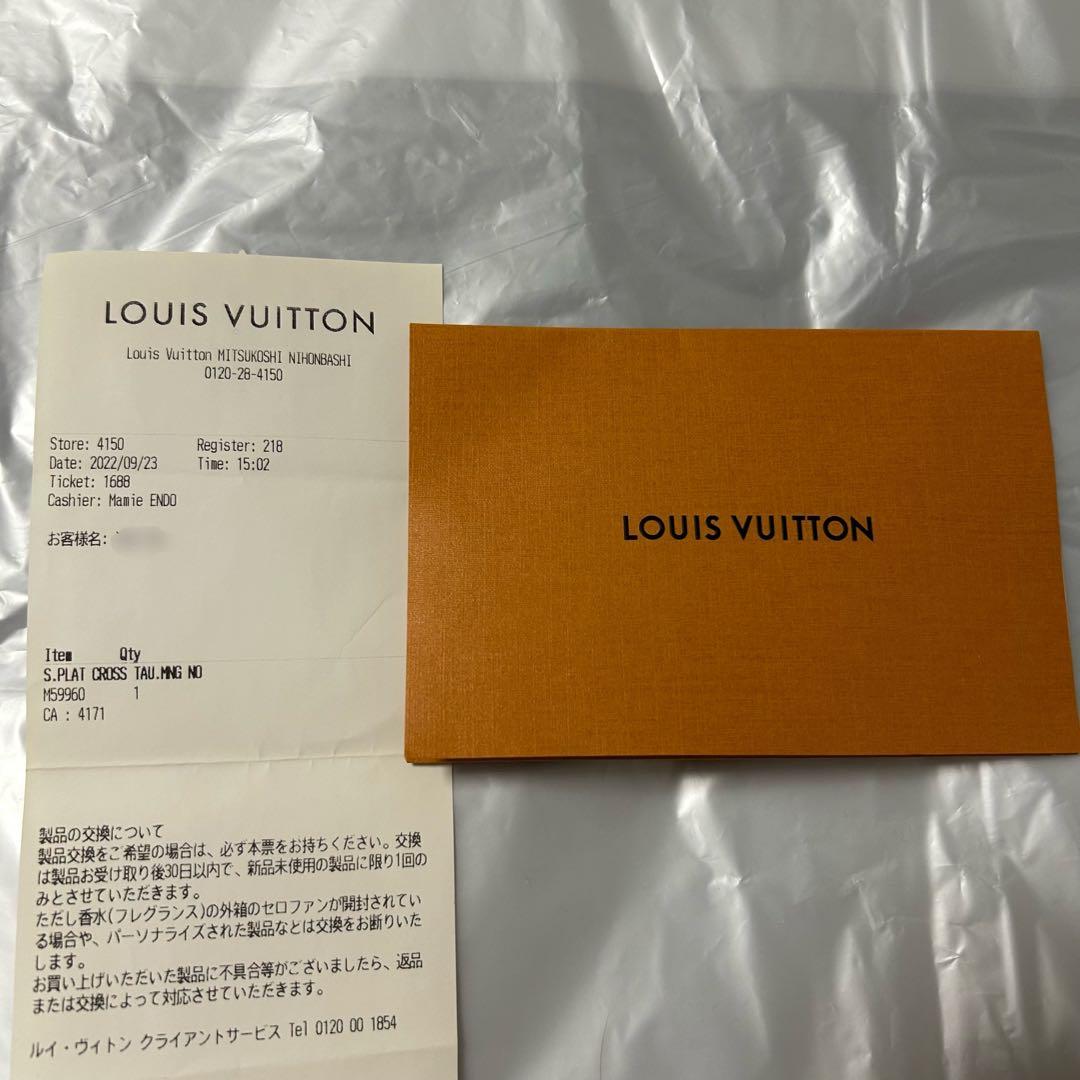 LOUIS VUITTON
Louis Vuitton MITSUKOSHI NIHONBASHI
0120-28-4150
Store: 4150 Register: 218
Date: 2022/09/23 Time: 15:02
Ticket: 1688
Cashier: Mamie ENDO
お客様名:
Item Qty
S.PLAT CROSS TAU.MNG NO
M59960 1
CA : 4171
製品の交換について
製品交換をご希望の場合は、必ず本票をお持ちください。交換
は製品お受け取り後30日以内で、新品未使用の製品に限り1回の
みとさせていただきます。
ただし香水(フレグランス)の外箱のセロファンが開封されてい
る場合や、パーソナライズされた製品などは交換をお断りいた
します。
お買い上げいただいた製品に不具合等がございましたら、返品
または交換によって対応させていただきます。
ルイ・ヴィトン クライアントサービス Tel 0120 00 1854
LOUIS VUITTON